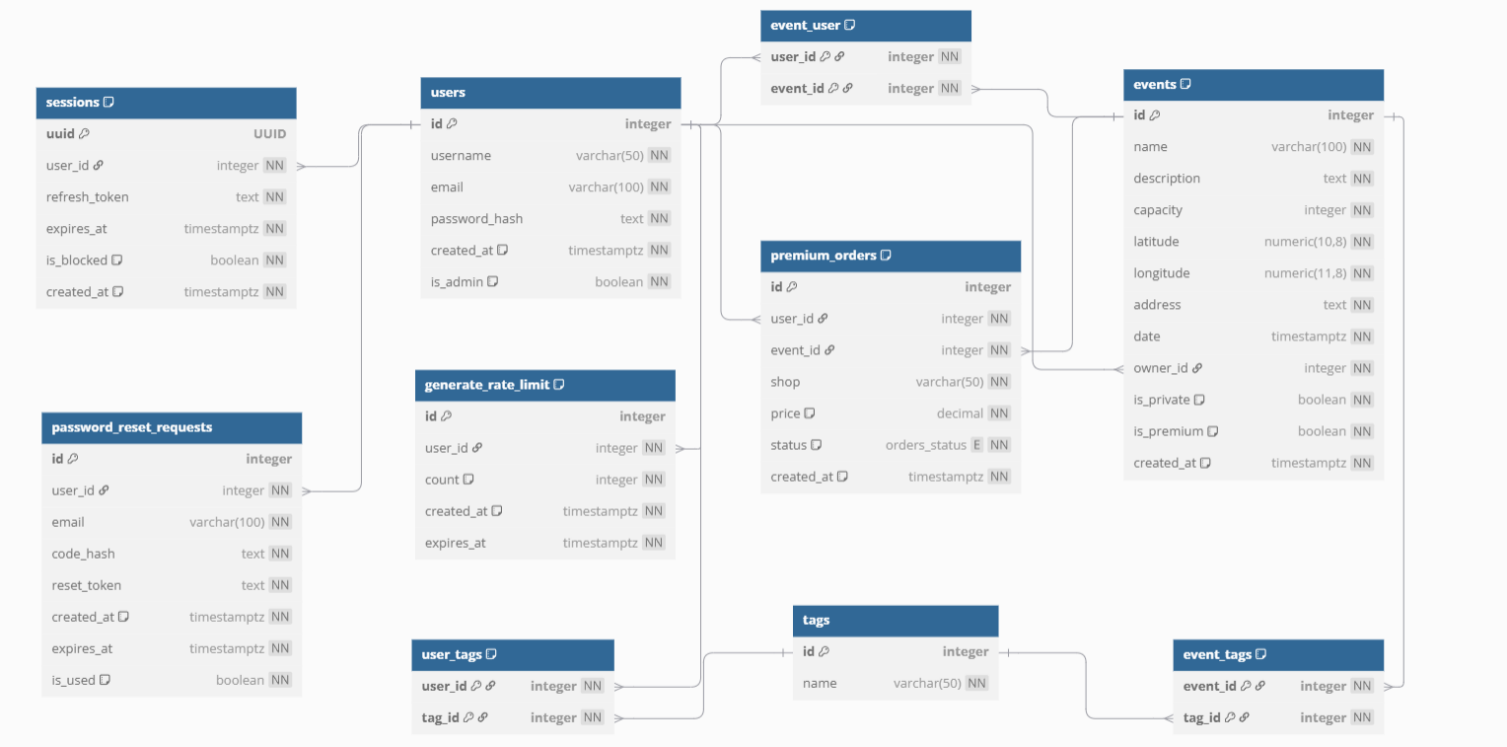 event_user
user_id integer NN
event_id integer NN
sessions
uuid UUID
user_id integer NN
refresh_token text NN
expires_at timestamptz NN
is_blocked boolean NN
created_at timestamptz NN
users
id integer
username varchar(50) NN
email varchar(100) NN
password_hash text NN
created_at timestamptz NN
is_admin boolean NN
events
id integer
name varchar(100) NN
description text NN
capacity integer NN
latitude numeric(10,8) NN
longitude numeric(11,8) NN
address text NN
date timestamptz NN
owner_id integer NN
is_private boolean NN
is_premium boolean NN
created_at timestamptz NN
premium_orders
id integer
user_id integer NN
event_id integer NN
shop varchar(50) NN
price decimal NN
status orders_status E NN
created_at timestamptz NN
generate_rate_limit
id integer
user_id integer NN
count integer NN
created_at timestamptz NN
expires_at timestamptz NN
password_reset_requests
id integer
user_id integer NN
email varchar(100) NN
code_hash text NN
reset_token text NN
created_at timestamptz NN
expires_at timestamptz NN
is_used boolean NN
user_tags
user_id integer NN
tag_id integer NN
tags
id integer
name varchar(50) NN
event_tags
event_id integer NN
tag_id integer NN